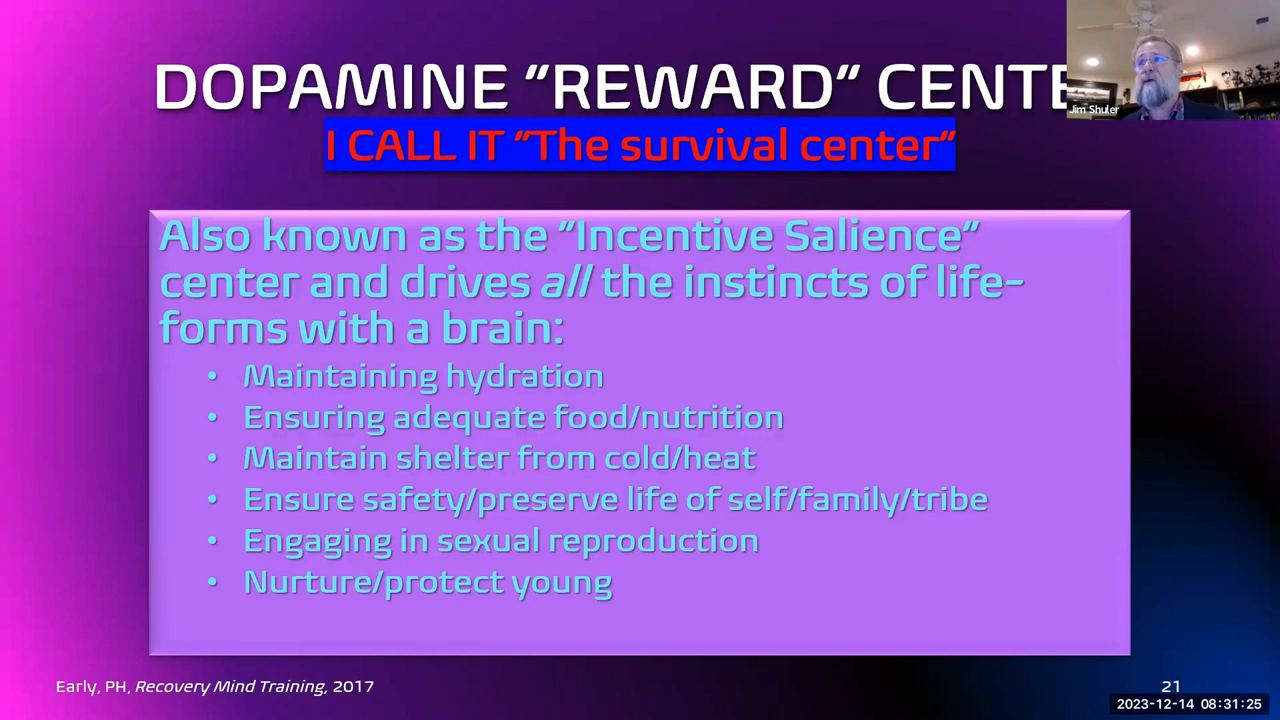 DOPAMINE "REWARD" CENTE
I CALL IT "The survival center"
Jim Shuler
Also known as the "Incentive Salience"
center and drives all the instincts of life-
forms with a brain:
• Maintaining hydration
• Ensuring adequate food/nutrition
• Maintain shelter from cold/heat
• Ensure safety/preserve life of self/family/tribe
• Engaging in sexual reproduction
• Nurture/protect young
Early, PH, Recovery Mind Training, 2017
21
2023-12-14 08:31:25